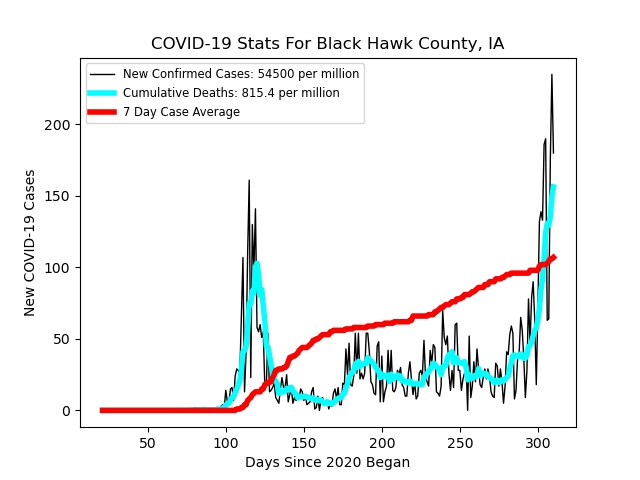 COVID-19 Stats For Black Hawk County, IA
New Confirmed Cases: 54500 per million
Cumulative Deaths: 815.4 per million
7 Day Case Average
New COVID-19 Cases
200
150
100
50
0
50 100 150 200 250 300
Days Since 2020 Began